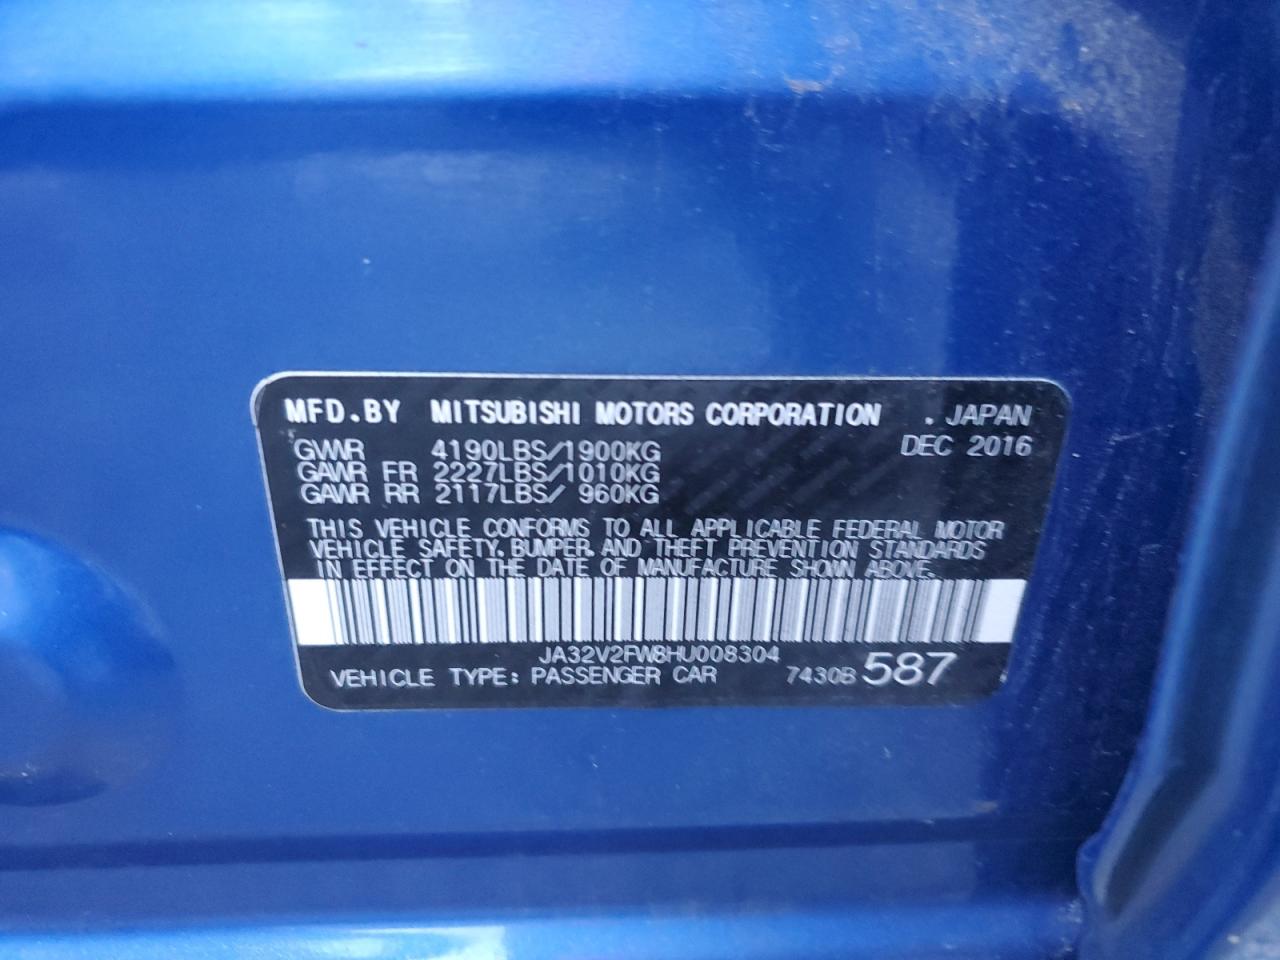 MFD.BY MITSUBISHI MOTORS CORPORATION . JAPAN
GVWR 4190LBS/1900KG DEC 2016
GAWR FR 2227LBS/1010KG
GAWR RR 2117LBS/ 960KG
THIS VEHICLE CONFORMS TO ALL APPLICABLE FEDERAL MOTOR
VEHICLE SAFETY, BUMPER, AND THEFT PREVENTION STANDARDS
IN EFFECT ON THE DATE OF MANUFACTURE SHOWN ABOVE.
JA32V2FW8HU008304
VEHICLE TYPE: PASSENGER CAR 7430B 587